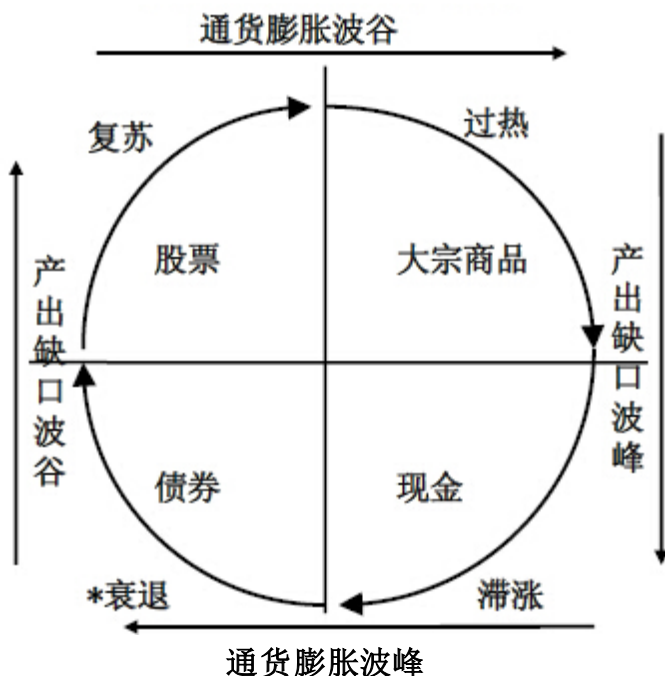 通货膨胀波谷
复苏
过热
股票
大宗商品
产出缺口波谷
产出缺口波峰
债券
现金
*衰退
滞涨
通货膨胀波峰